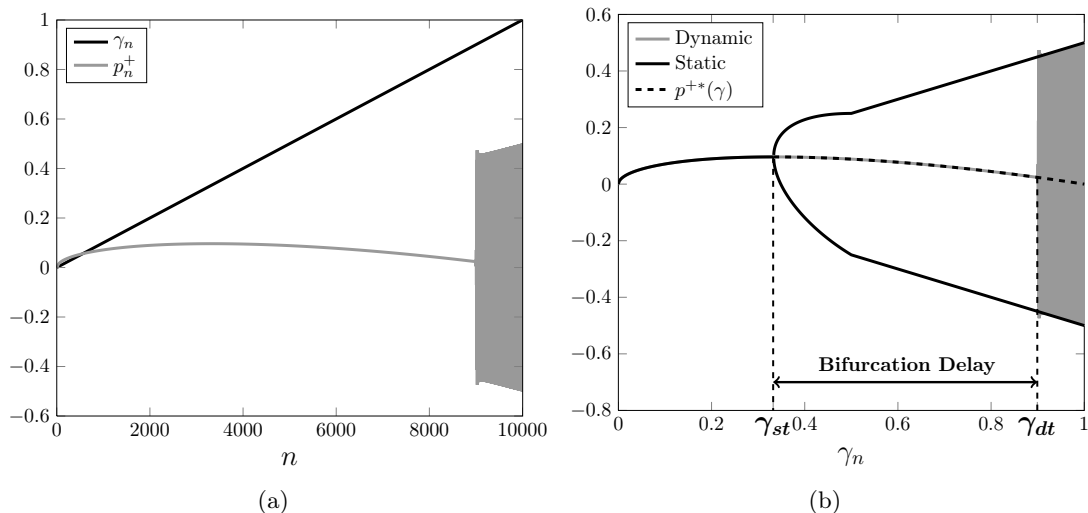 1
0.8
0.6
0.4
0.2
0
−0.2
−0.4
−0.6
0 2000 4000 6000 8000 10000
n
γn
pn+
(a)
0.6
0.4
0.2
0
−0.2
−0.4
−0.6
−0.8
0 0.2 0.4 0.6 0.8 1
γst γdt
γn
Dynamic
Static
p+*(γ)
Bifurcation Delay
(b)